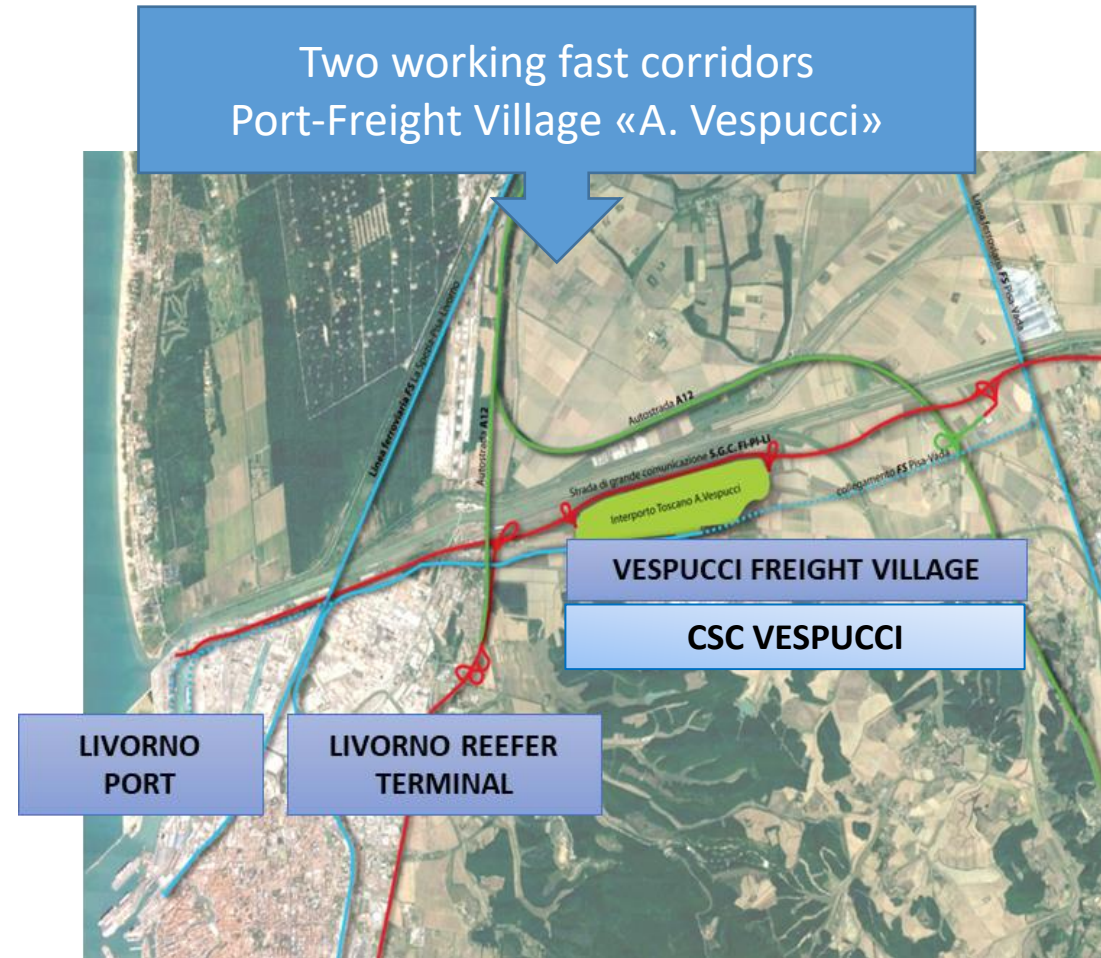 Two working fast corridors
Port-Freight Village «A. Vespucci»
Linea ferroviaria FS La Spezia-Pisa-Livorno
Autostrada A12
Linea ferroviaria FS Pisa-Vada
Autostrada A12
Strada di grande comunicazione S.G.C. FI-PI-LI
collegamento FS Pisa-Vada
Interporto Toscano A.Vespucci
VESPUCCI FREIGHT VILLAGE
CSC VESPUCCI
LIVORNO
PORT
LIVORNO REEFER
TERMINAL